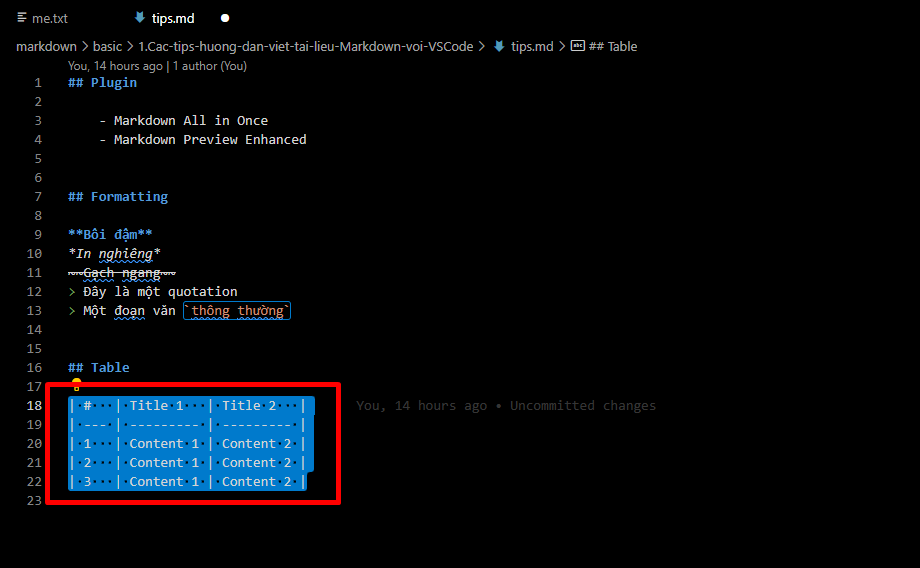 me.txt tips.md
markdown > basic > 1.Cac-tips-huong-dan-viet-tai-lieu-Markdown-voi-VSCode > tips.md > ## Table
You, 14 hours ago | 1 author (You)
1 ## Plugin
2
3 - Markdown All in Once
4 - Markdown Preview Enhanced
5
6
7 ## Formatting
8
9 **Bôi đậm**
10 *In nghiêng*
11 ~~Gạch ngang~~
12 > Đây là một quotation
13 > Một đoạn văn `thông thường`
14
15
16 ## Table
17
18 | # | Title 1 | Title 2 | You, 14 hours ago • Uncommitted changes
19 | --- | --------- | --------- |
20 | 1 | Content 1 | Content 2 |
21 | 2 | Content 1 | Content 2 |
22 | 3 | Content 1 | Content 2 |
23